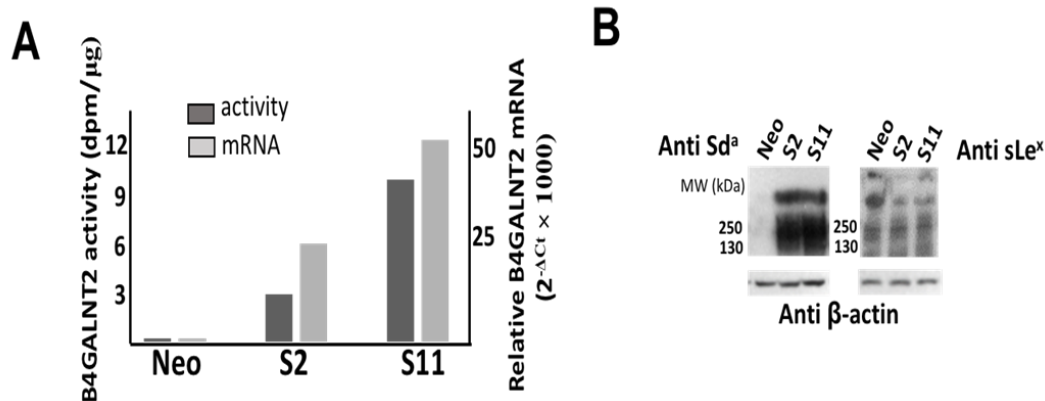 A
B4GALNT2 activity (dpm/µg)
12
9
6
3
activity
mRNA
Neo
S2
S11
50
25
Relative B4GALNT2 mRNA
(2-ΔCt × 1000)
B
Anti Sdª
Neo
S2
S11
Neo
S2
S11
Anti sLeˣ
MW (kDa)
250
130
250
130
Anti β-actin